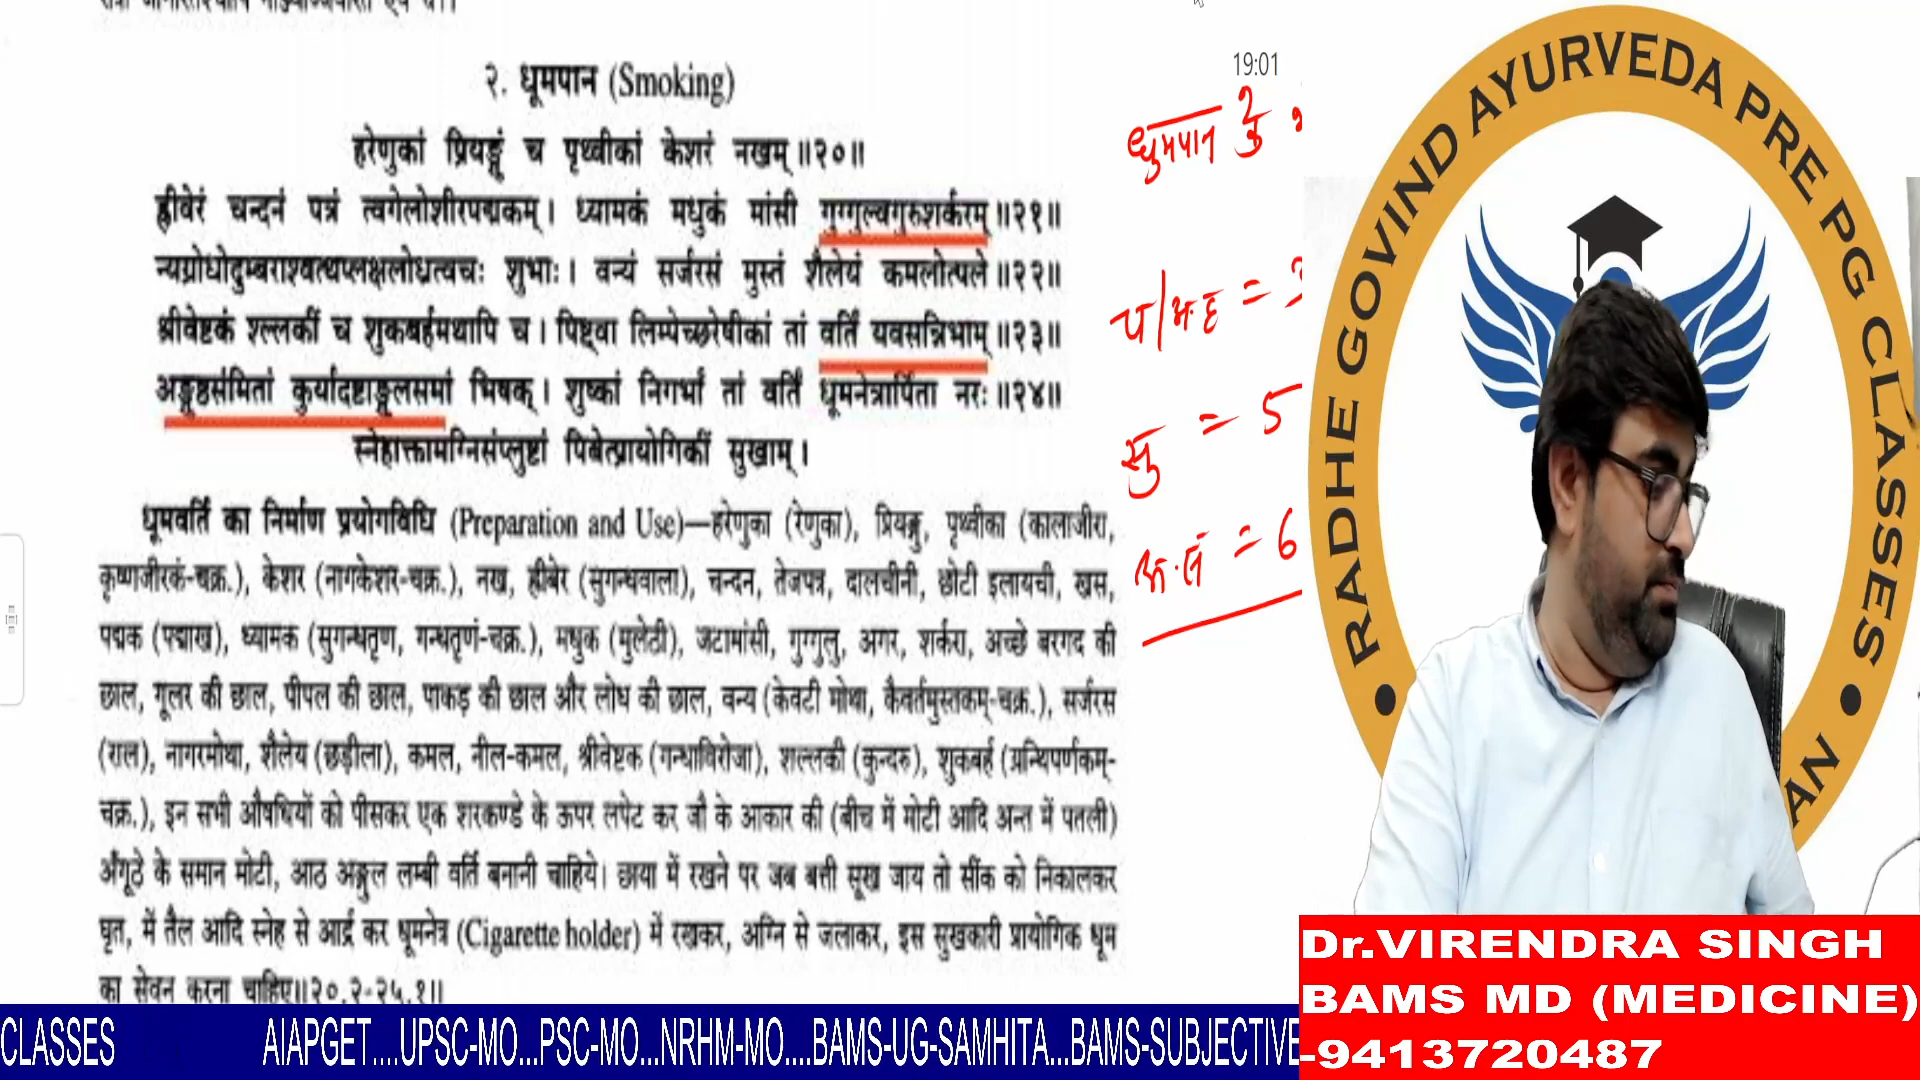 २. धूमपान (Smoking)
हरेणुकां प्रियङ्गुं च पृथ्वीकां केशरं नखम् ॥२०॥
ह्रीवेरं चन्दनं पत्रं त्वगेलोशीरपद्मकम्। ध्यामकं मधुकं मांसी गुग्गुल्वगुरुशर्करम् ॥२१॥
न्यग्रोधोदुम्बराश्वत्थप्लक्षलोध्रत्वचः शुभाः। वन्यं सर्जरसं मुस्तं शैलेयं कमलोत्पले ॥२२॥
श्रीवेष्टकं शल्लकीं च शुकबर्हमथापि च। पिष्ट्वा लिम्पेच्छरेषीकां तां वर्तिं यवसन्निभाम् ॥२३॥
अङ्गुष्ठसंमितां कुर्यादष्टाङ्गुलसमां भिषक्। शुष्कां निगर्भां तां वर्तिं धूमनेत्रार्पितां नरः ॥२४॥
स्नेहाक्तामग्निसंप्लुष्टां पिबेत्प्रायोगिकीं सुखाम्।
धूमवर्ति का निर्माण प्रयोगविधि (Preparation and Use)—हरेणुका (रेणुका), प्रियङ्गु, पृथ्वीका (कालाजीरा,
कृष्णजीरकं-चक्र.), केशर (नागकेशर-चक्र.), नख, ह्रीबेर (सुगन्धवाला), चन्दन, तेजपत्र, दालचीनी, छोटी इलायची, खस,
पद्मक (पद्माख), ध्यामक (सुगन्धतृण, गन्धतृणं-चक्र.), मधुक (मुलेठी), जटामांसी, गुग्गुलु, अगर, शर्करा, अच्छे बरगद की
छाल, गूलर की छाल, पीपल की छाल, पाकड़ की छाल और लोध की छाल, वन्य (केवटी मोथा, कैवर्तमुस्तकम्-चक्र.), सर्जरस
(राल), नागरमोथा, शैलेय (छड़ीला), कमल, नील-कमल, श्रीवेष्टक (गन्धाविरोजा), शल्लकी (कुन्दरु), शुकबर्ह (ग्रन्थिपर्णकम्-
चक्र.), इन सभी औषधियों को पीसकर एक शरकण्डे के ऊपर लपेट कर जौ के आकार की (बीच में मोटी आदि अन्त में पतली)
अँगूठे के समान मोटी, आठ अङ्गुल लम्बी वर्ति बनानी चाहिये। छाया में रखने पर जब बत्ती सूख जाय तो सींक को निकालकर
घृत, में तैल आदि स्नेह से आर्द्र कर धूमनेत्र (Cigarette holder) में रखकर, अग्नि से जलाकर, इस सुखकारी प्रायोगिक धूम
का सेवन करना चाहिए॥२०.२-२५.१॥
19:01
धुमपान के
च/अ.ह =
सु = 5
अ.सं = 6
RADHE GOVIND AYURVEDA PRE PG CLASSES
Dr.VIRENDRA SINGH
BAMS MD (MEDICINE)
-9413720487
CLASSES AIAPGET....UPSC-MO...PSC-MO...NRHM-MO....BAMS-UG-SAMHITA...BAMS-SUBJECTIVE